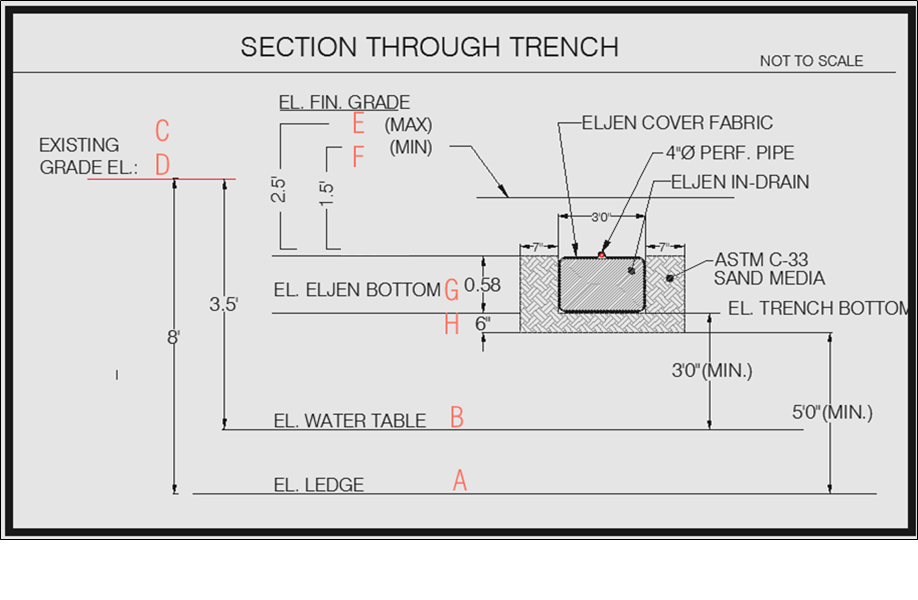 SECTION THROUGH TRENCH
NOT TO SCALE
EL. FIN. GRADE
C
E (MAX)
ELJEN COVER FABRIC
EXISTING
GRADE EL.: D
F (MIN)
4"Ø PERF. PIPE
ELJEN IN-DRAIN
2.5'
1.5'
3'0"
7"
7"
ASTM C-33
SAND MEDIA
EL. ELJEN BOTTOM G 0.58
3.5'
H 6"
EL. TRENCH BOTTOM
8'
3'0"(MIN.)
5'0"(MIN.)
EL. WATER TABLE B
EL. LEDGE A